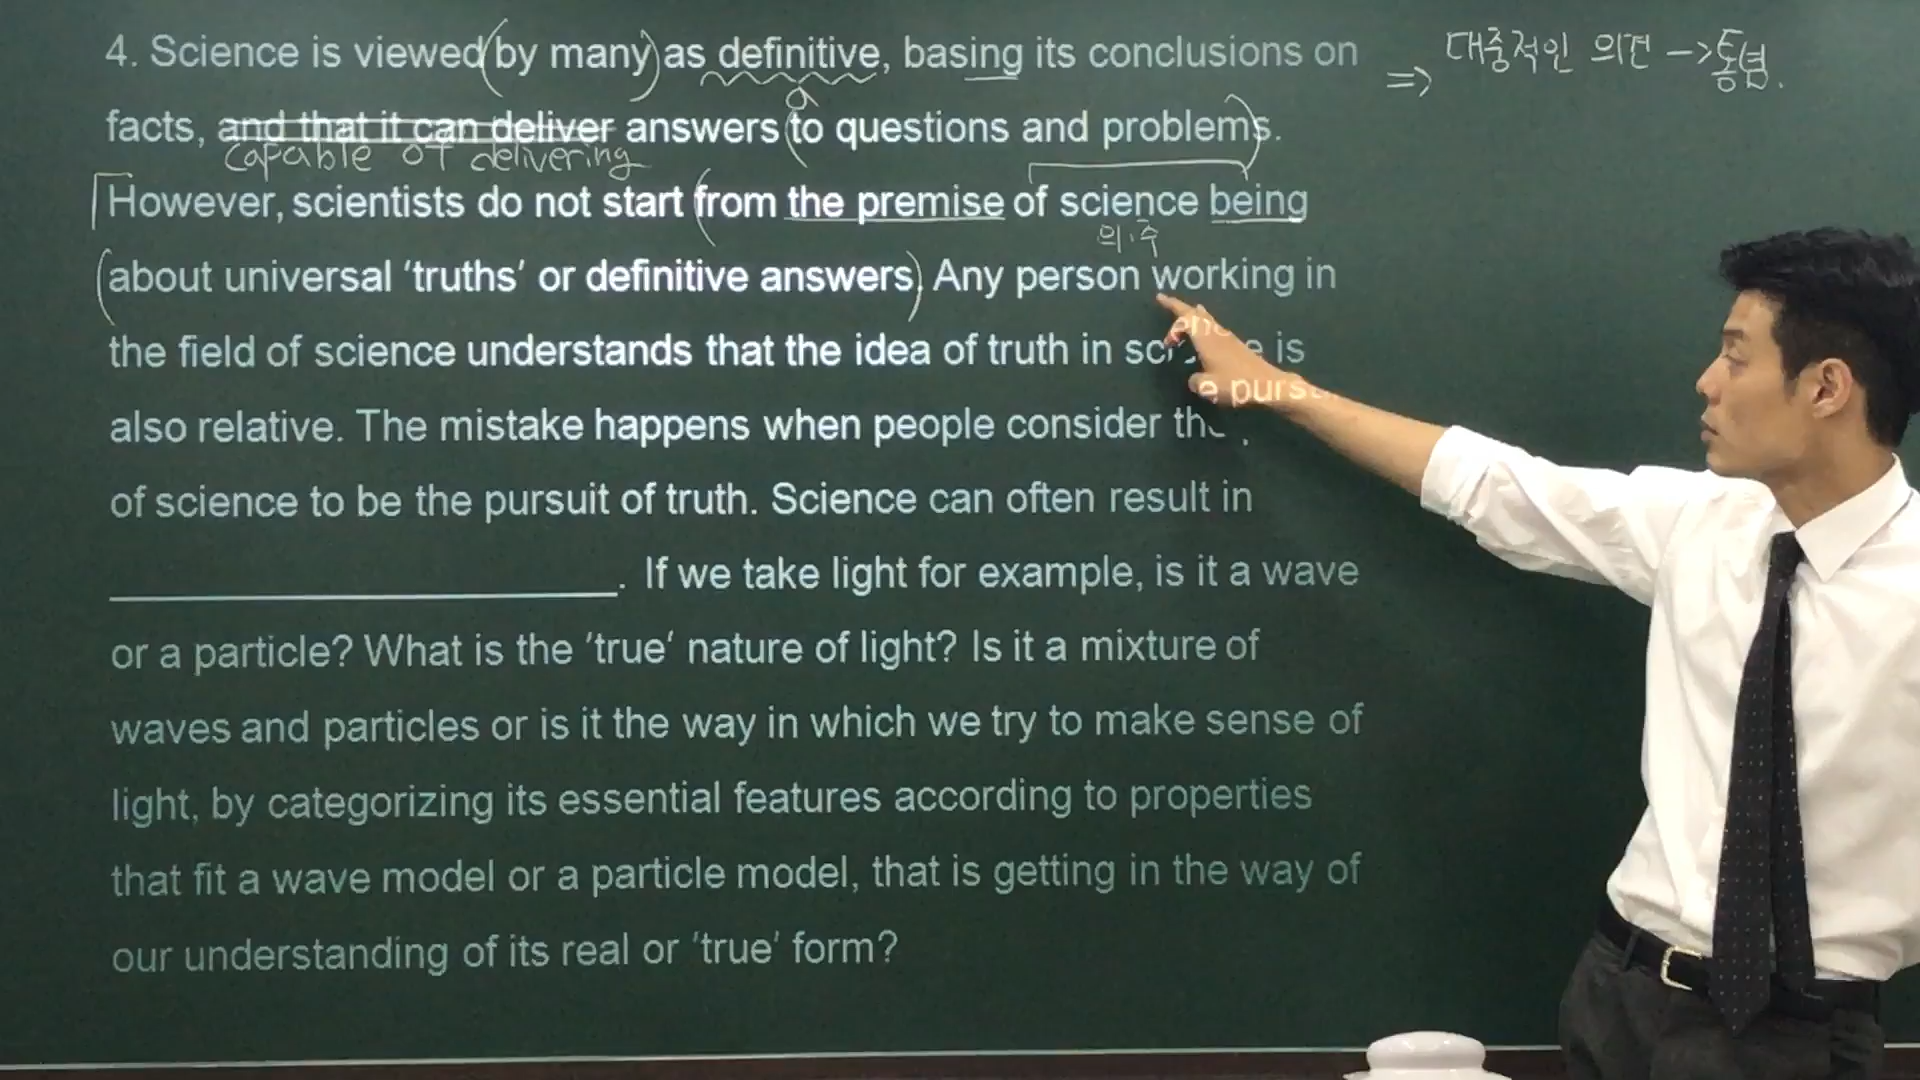 4. Science is viewed (by many) as definitive, basing its conclusions on
⇒ 대중적인 의견 → 통념.
a
facts, and that it can deliver answers (to questions and problems).
capable of delivering
However, scientists do not start (from the premise of science being
의.주
(about universal ‘truths’ or definitive answers). Any person working in
the field of science understands that the idea of truth in science is
also relative. The mistake happens when people consider the purs
of science to be the pursuit of truth. Science can often result in
____________________. If we take light for example, is it a wave
or a particle? What is the ‘true’ nature of light? Is it a mixture of
waves and particles or is it the way in which we try to make sense of
light, by categorizing its essential features according to properties
that fit a wave model or a particle model, that is getting in the way of
our understanding of its real or ‘true’ form?